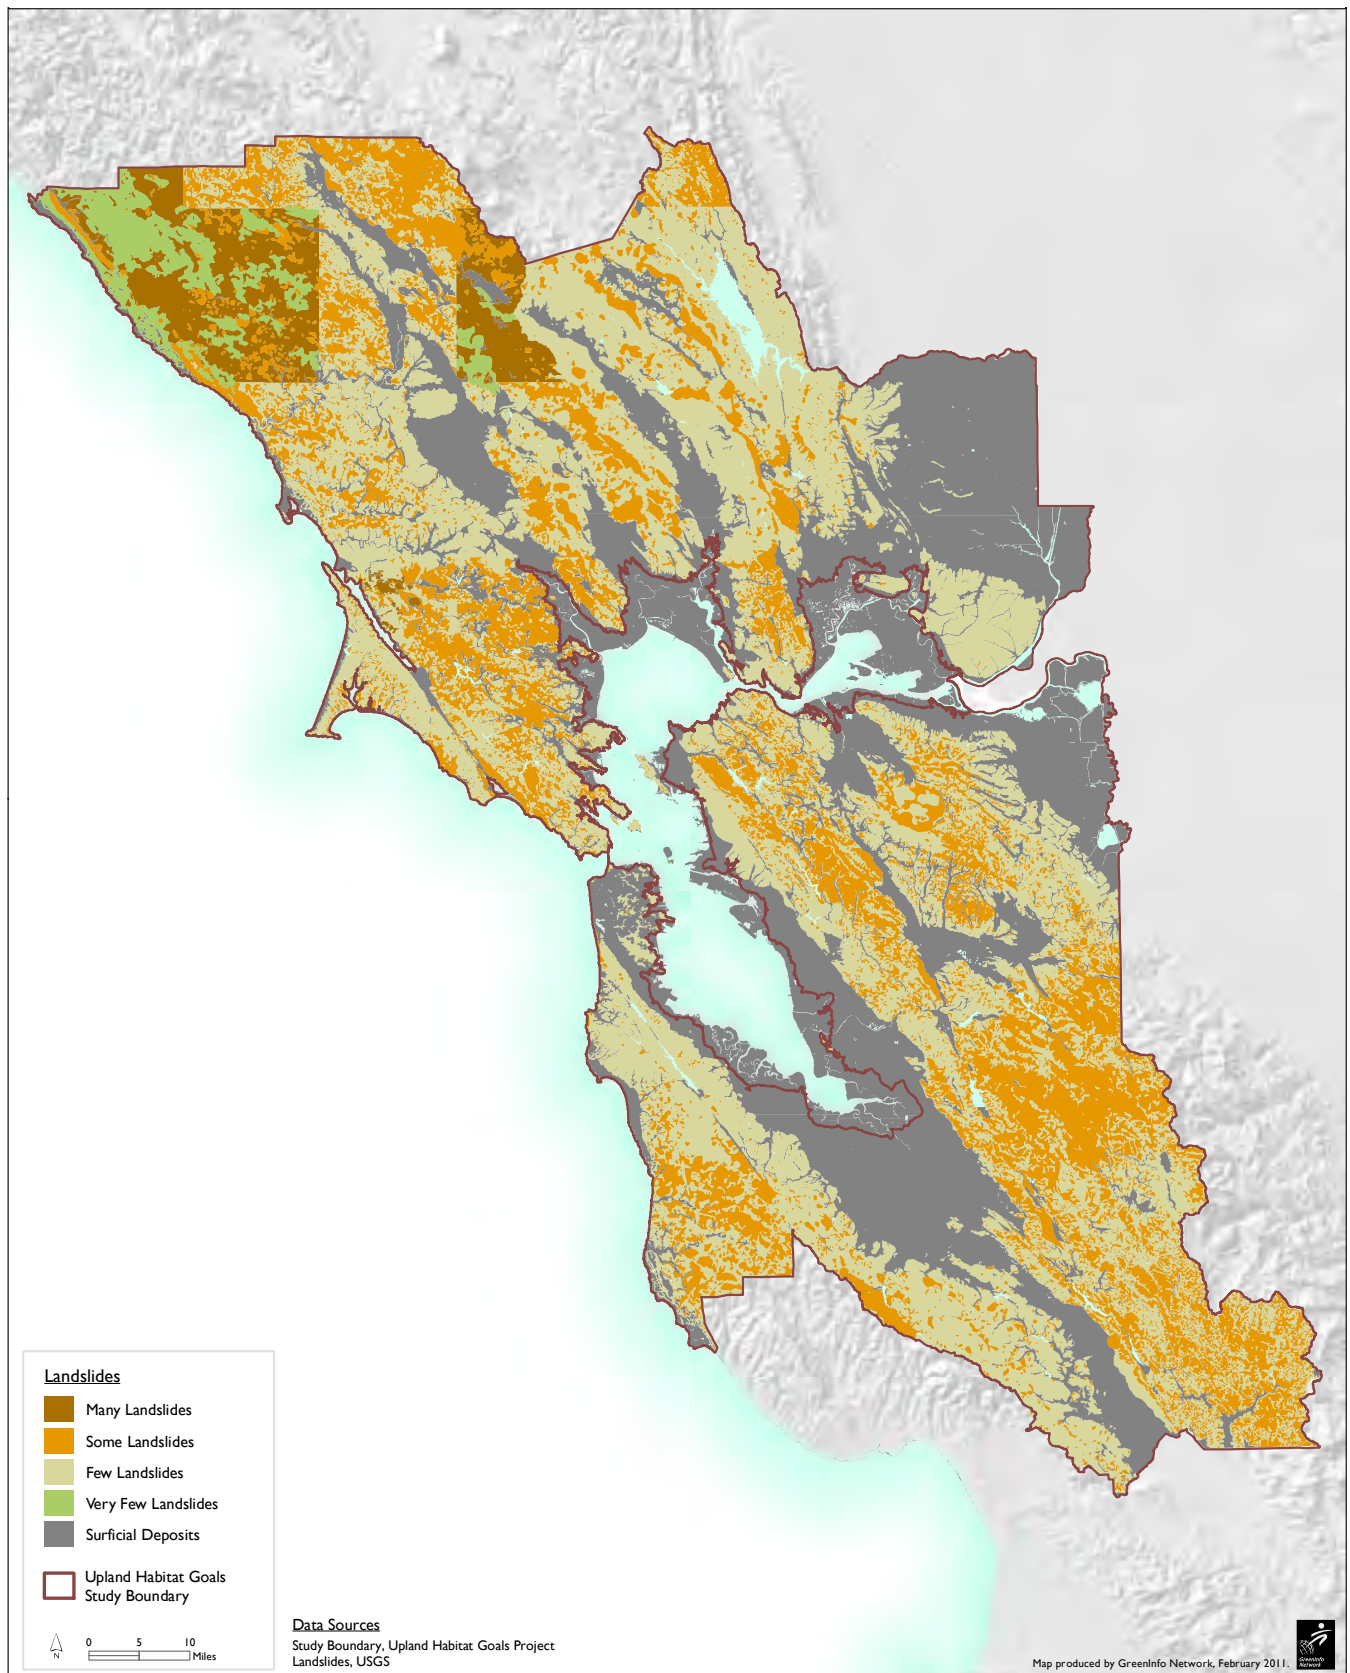 Landslides
Many Landslides
Some Landslides
Few Landslides
Very Few Landslides
Surficial Deposits
Upland Habitat Goals
Study Boundary
N
0 5 10
Miles
Data Sources
Study Boundary, Upland Habitat Goals Project
Landslides, USGS
Map produced by GreenInfo Network, February 2011.
GreenInfo
Network